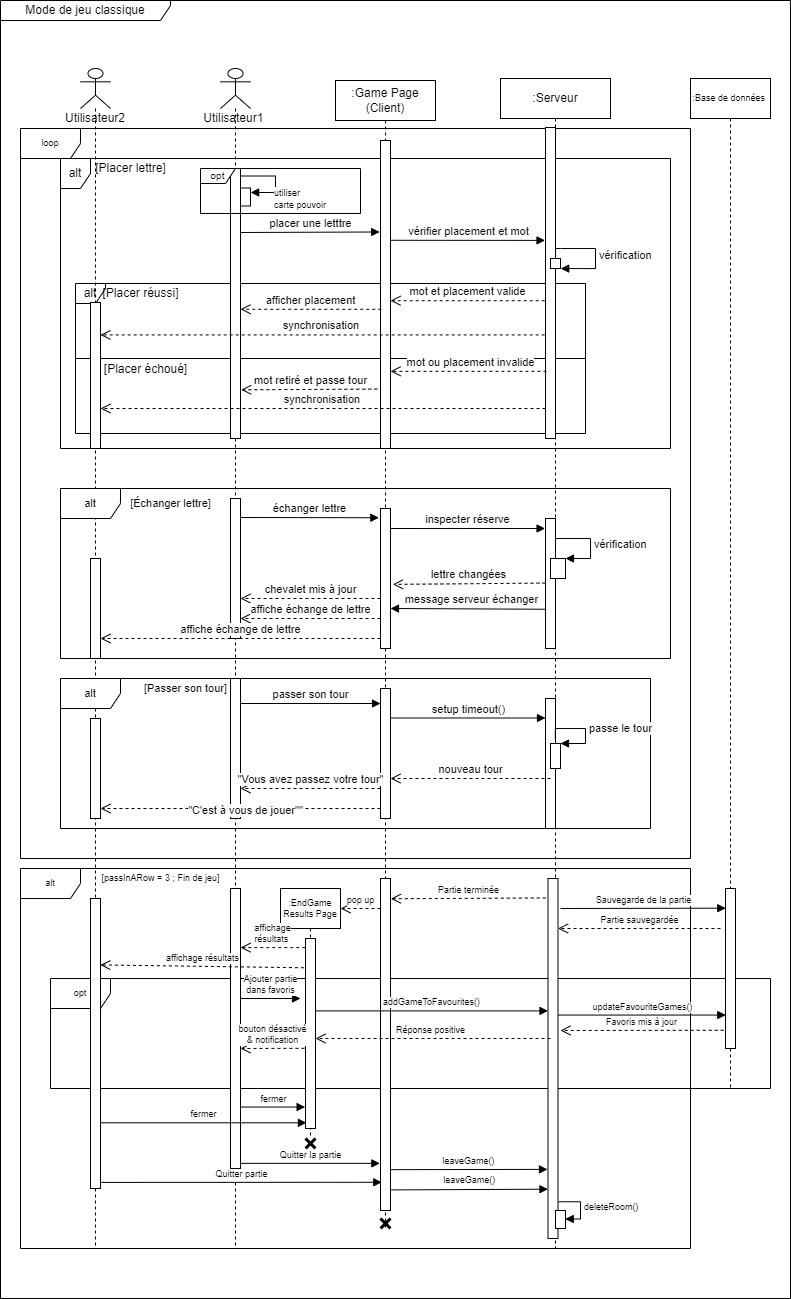 Mode de jeu classique
Utilisateur2
Utilisateur1
:Game Page
(Client)
:Serveur
:Base de données
loop
alt
[Placer lettre]
opt
utiliser
carte pouvoir
placer une letttre
vérifier placement et mot
vérification
alt
[Placer réussi]
mot et placement valide
afficher placement
synchronisation
[Placer échoué]
mot ou placement invalide
mot retiré et passe tour
synchronisation
alt
[Échanger lettre]
échanger lettre
inspecter réserve
vérification
lettre changées
chevalet mis à jour
message serveur échanger
affiche échange de lettre
affiche échange de lettre
alt
[Passer son tour]
passer son tour
setup timeout()
passe le tour
nouveau tour
"Vous avez passez votre tour"
"C'est à vous de jouer""
alt
[passInARow = 3 ; Fin de jeu]
Partie terminée
:EndGame
Results Page
pop up
Sauvegarde de la partie
Partie sauvegardée
affichage
résultats
affichage résultats
opt
Ajouter partie
dans favoris
addGameToFavourites()
updateFavouriteGames()
Favoris mis à jour
bouton désactivé
& notification
Réponse positive
fermer
fermer
Quitter la partie
leaveGame()
Quitter partie
leaveGame()
deleteRoom()